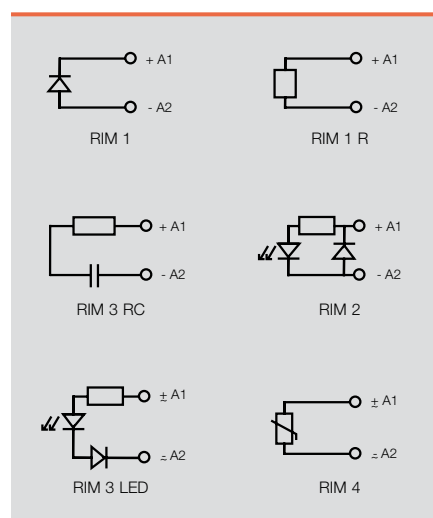 + A1
+ A1
- A2
- A2
RIM 1
RIM 1 R
+ A1
+ A1
- A2
- A2
RIM 3 RC
RIM 2
± A1
± A1
~ A2
~ A2
RIM 3 LED
RIM 4